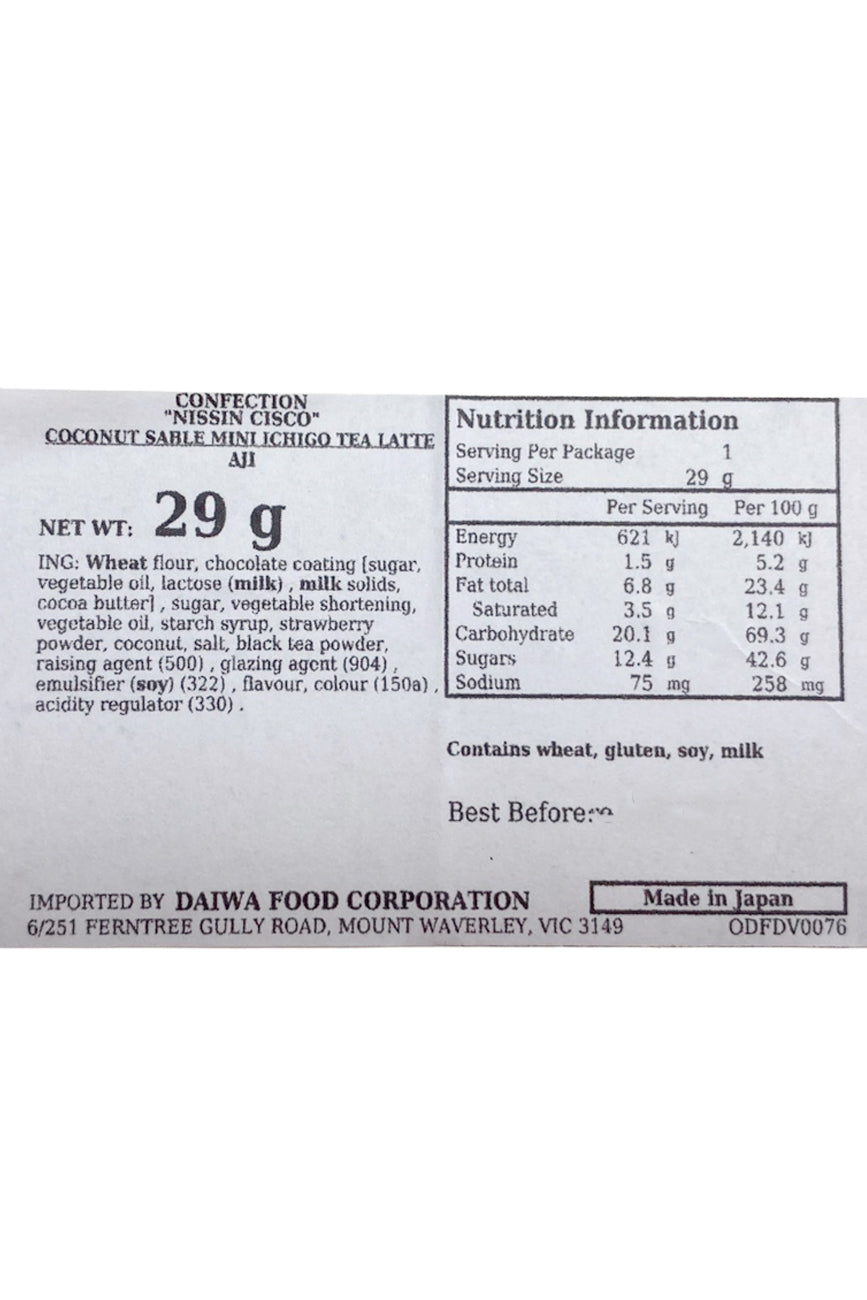 CONFECTION
"NISSIN CISCO"
COCONUT SABLE MINI ICHIGO TEA LATTE
AJI
NET WT: 29 g
ING: Wheat flour, chocolate coating [sugar,
vegetable oil, lactose (milk) , milk solids,
cocoa butter] , sugar, vegetable shortening,
vegetable oil, starch syrup, strawberry
powder, coconut, salt, black tea powder,
raising agent (500) , glazing agent (904) ,
emulsifier (soy) (322) , flavour, colour (150a) ,
acidity regulator (330) .
Nutrition Information
Serving Per Package 1
Serving Size 29 g
Per Serving Per 100 g
Energy 621 kJ 2,140 kJ
Protein 1.5 g 5.2 g
Fat total 6.8 g 23.4 g
Saturated 3.5 g 12.1 g
Carbohydrate 20.1 g 69.3 g
Sugars 12.4 g 42.6 g
Sodium 75 mg 258 mg
Contains wheat, gluten, soy, milk
Best Before:
IMPORTED BY DAIWA FOOD CORPORATION
6/251 FERNTREE GULLY ROAD, MOUNT WAVERLEY, VIC 3149
Made in Japan
ODFDV0076